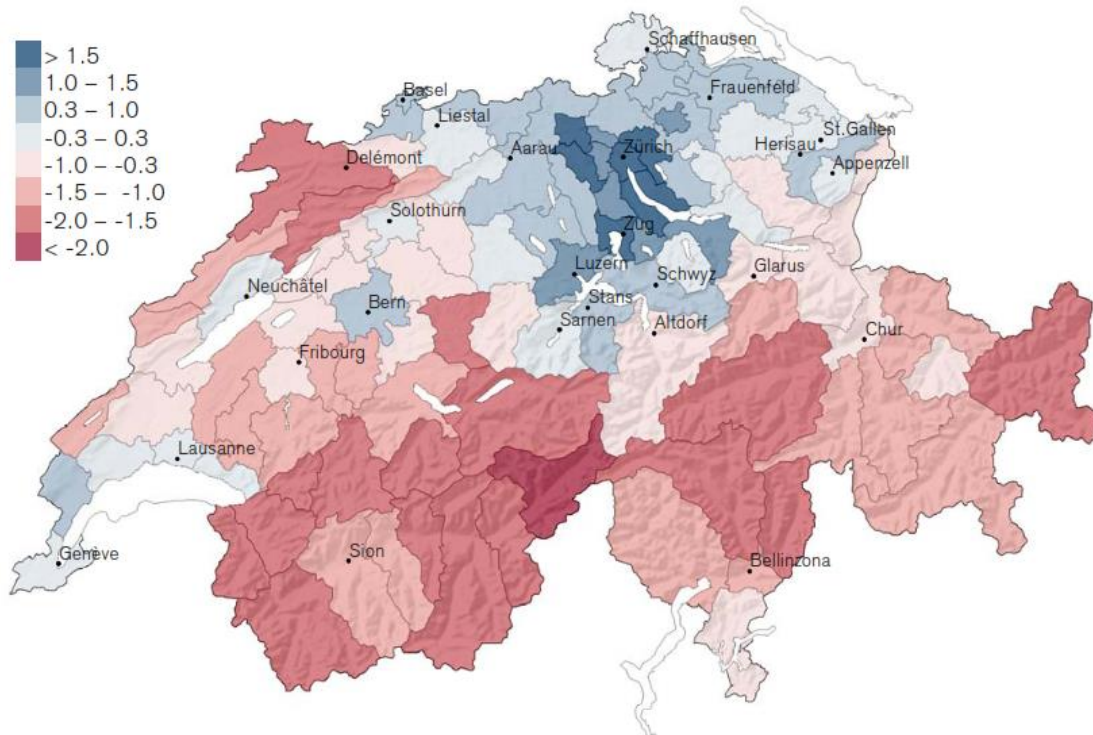 > 1.5
1.0 – 1.5
0.3 – 1.0
-0.3 – 0.3
-1.0 – -0.3
-1.5 – -1.0
-2.0 – -1.5
< -2.0
Schaffhausen
Basel
Frauenfeld
Liestal
St.Gallen
Herisau
Aarau
Zürich
Delémont
Appenzell
Solothurn
Zug
Luzern
Schwyz
Glarus
Neuchâtel
Bern
Stans
Sarnen
Altdorf
Chur
Fribourg
Lausanne
Genève
Sion
Bellinzona